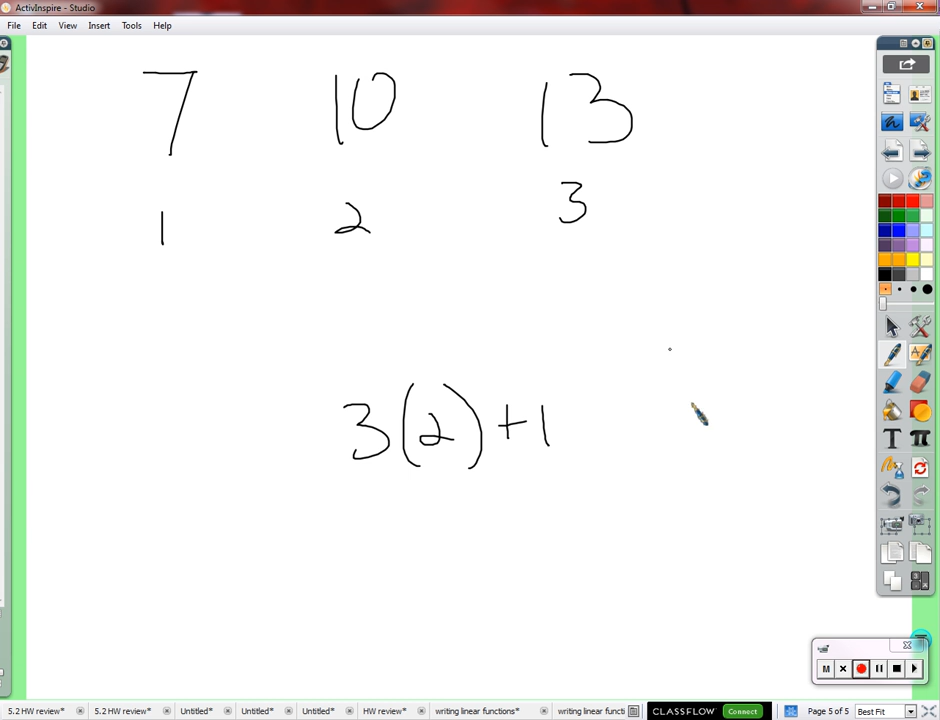 ActivInspire - Studio
File Edit View Insert Tools Help
7 10 13
1 2 3
3(2)+1
T π
M
5.2 HW review* 5.2 HW review* Untitled* Untitled* Untitled* HW review* writing linear functions* writing linear functi CLASSFLOW Connect Page 5 of 5 Best Fit